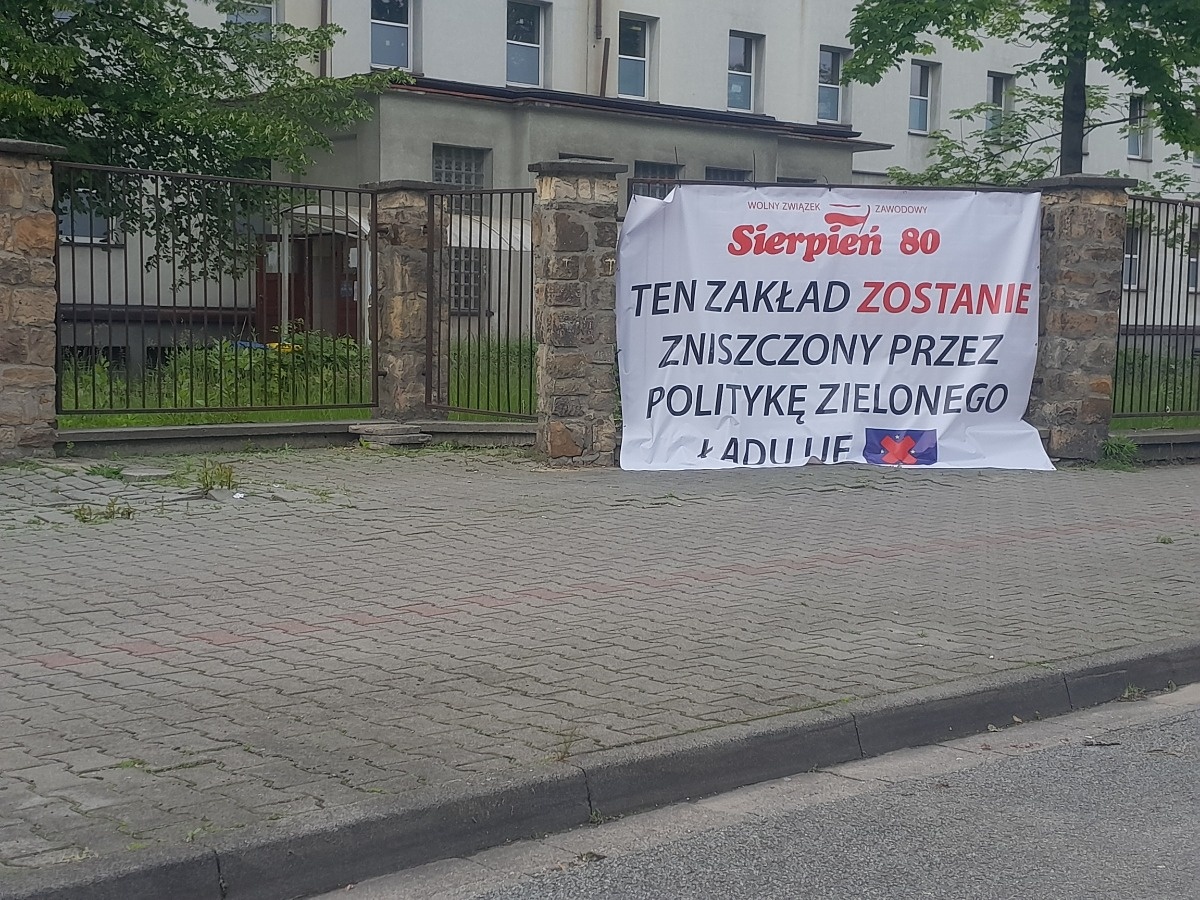 WOLNY ZWIĄZEK ZAWODOWY
Sierpień 80
TEN ZAKŁAD ZOSTANIE
ZNISZCZONY PRZEZ
POLITYKĘ ZIELONEGO
ŁADU UE